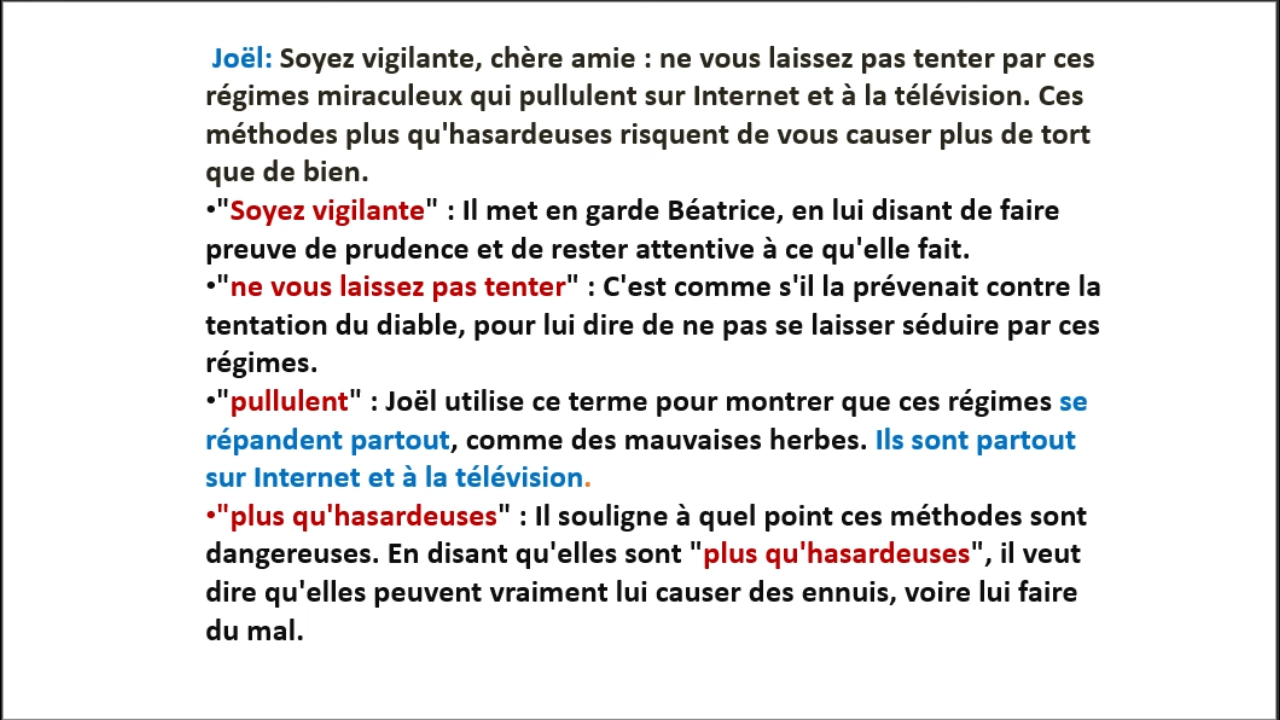 Joël: Soyez vigilante, chère amie : ne vous laissez pas tenter par ces
régimes miraculeux qui pullulent sur Internet et à la télévision. Ces
méthodes plus qu'hasardeuses risquent de vous causer plus de tort
que de bien.
•"Soyez vigilante" : Il met en garde Béatrice, en lui disant de faire
preuve de prudence et de rester attentive à ce qu'elle fait.
•"ne vous laissez pas tenter" : C'est comme s'il la prévenait contre la
tentation du diable, pour lui dire de ne pas se laisser séduire par ces
régimes.
•"pullulent" : Joël utilise ce terme pour montrer que ces régimes se
répandent partout, comme des mauvaises herbes. Ils sont partout
sur Internet et à la télévision.
•"plus qu'hasardeuses" : Il souligne à quel point ces méthodes sont
dangereuses. En disant qu'elles sont "plus qu'hasardeuses", il veut
dire qu'elles peuvent vraiment lui causer des ennuis, voire lui faire
du mal.